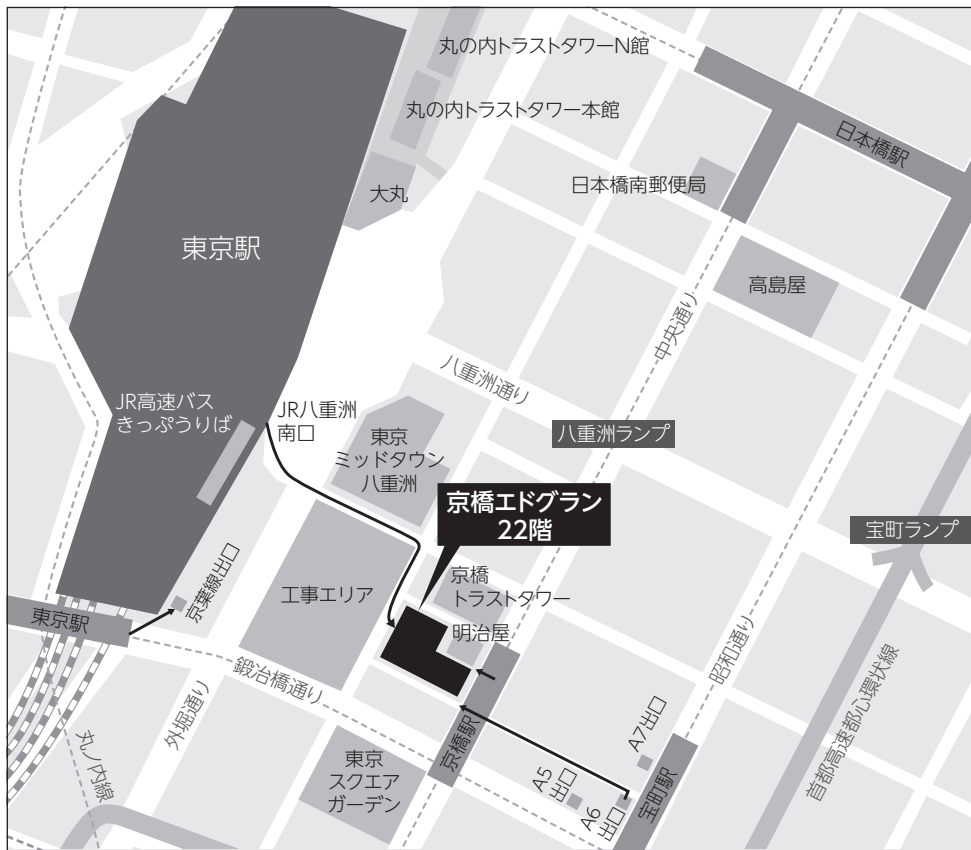 丸の内トラストタワーN館
丸の内トラストタワー本館
日本橋駅
大丸
日本橋南郵便局
東京駅
高島屋
中央通り
八重洲通り
JR高速バス
きっぷうりば
JR八重洲
南口
東京
ミッドタウン
八重洲
八重洲ランプ
京橋エドグラン
22階
宝町ランプ
京葉線出口
工事エリア
京橋
トラストタワー
明治屋
東京駅
昭和通り
鍛冶橋通り
外堀通り
首都高速都心環状線
丸ノ内線
東京
スクエア
ガーデン
京橋駅
A7出口
A5
出口
A6
出口
宝町駅